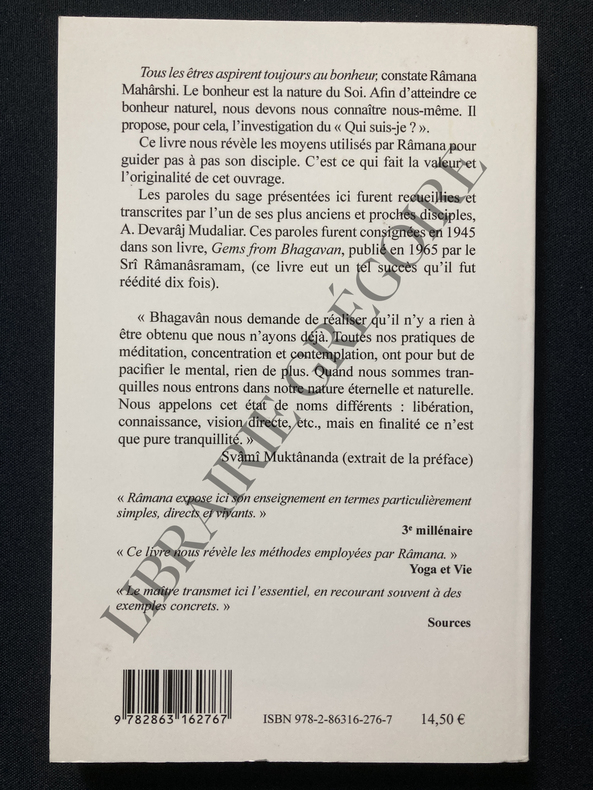 Tous les êtres aspirent toujours au bonheur, constate Râmana
Mahârshi. Le bonheur est la nature du Soi. Afin d'atteindre ce
bonheur naturel, nous devons nous connaître nous-même. Il
propose, pour cela, l'investigation du « Qui suis-je ? ».
Ce livre nous révèle les moyens utilisés par Râmana pour
guider pas à pas son disciple. C'est ce qui fait la valeur et
l'originalité de cet ouvrage.
Les paroles du sage présentées ici furent recueillies et
transcrites par l'un de ses plus anciens et proches disciples,
A. Devarâj Mudaliar. Ces paroles furent consignées en 1945
dans son livre, Gems from Bhagavan, publié en 1965 par le
Srî Râmanâsramam, (ce livre eut un tel succès qu'il fut
réédité dix fois).
« Bhagavân nous demande de réaliser qu'il n'y a rien à
être obtenu que nous n'ayons déjà. Toutes nos pratiques de
méditation, concentration et contemplation, ont pour but de
pacifier le mental, rien de plus. Quand nous sommes tran-
quilles nous entrons dans notre nature éternelle et naturelle.
Nous appelons cet état de noms différents : libération,
connaissance, vision directe, etc., mais en finalité ce n'est
que pure tranquillité. »
Svâmî Muktânanda (extrait de la préface)
« Râmana expose ici son enseignement en termes particulièrement
simples, directs et vivants. »
3e millénaire
« Ce livre nous révèle les méthodes employées par Râmana. »
Yoga et Vie
« Le maître transmet ici l'essentiel, en recourant souvent à des
exemples concrets. »
Sources
9 782863 162767
ISBN 978-2-86316-276-7
14,50 €
LIBRAIRIE GRÉGOIRE